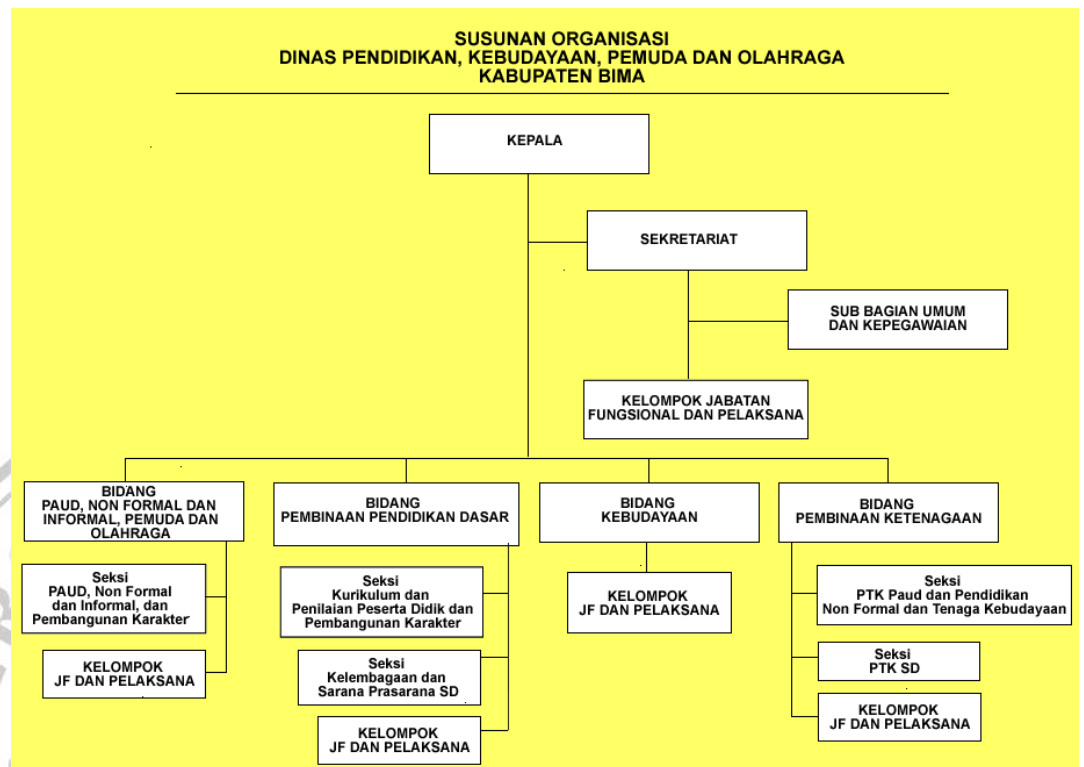 SUSUNAN ORGANISASI
DINAS PENDIDIKAN, KEBUDAYAAN, PEMUDA DAN OLAHRAGA
KABUPATEN BIMA
KEPALA
SEKRETARIAT
SUB BAGIAN UMUM
DAN KEPEGAWAIAN
KELOMPOK JABATAN
FUNGSIONAL DAN PELAKSANA
BIDANG
PAUD, NON FORMAL DAN
INFORMAL, PEMUDA DAN
OLAHRAGA
Seksi
PAUD, Non Formal
dan Informal, dan
Pembangunan Karakter
KELOMPOK
JF DAN PELAKSANA
BIDANG
PEMBINAAN PENDIDIKAN DASAR
Seksi
Kurikulum dan
Penilaian Peserta Didik dan
Pembangunan Karakter
Seksi
Kelembagaan dan
Sarana Prasarana SD
KELOMPOK
JF DAN PELAKSANA
BIDANG
KEBUDAYAAN
KELOMPOK
JF DAN PELAKSANA
BIDANG
PEMBINAAN KETENAGAAN
Seksi
PTK Paud dan Pendidikan
Non Formal dan Tenaga Kebudayaan
Seksi
PTK SD
KELOMPOK
JF DAN PELAKSANA